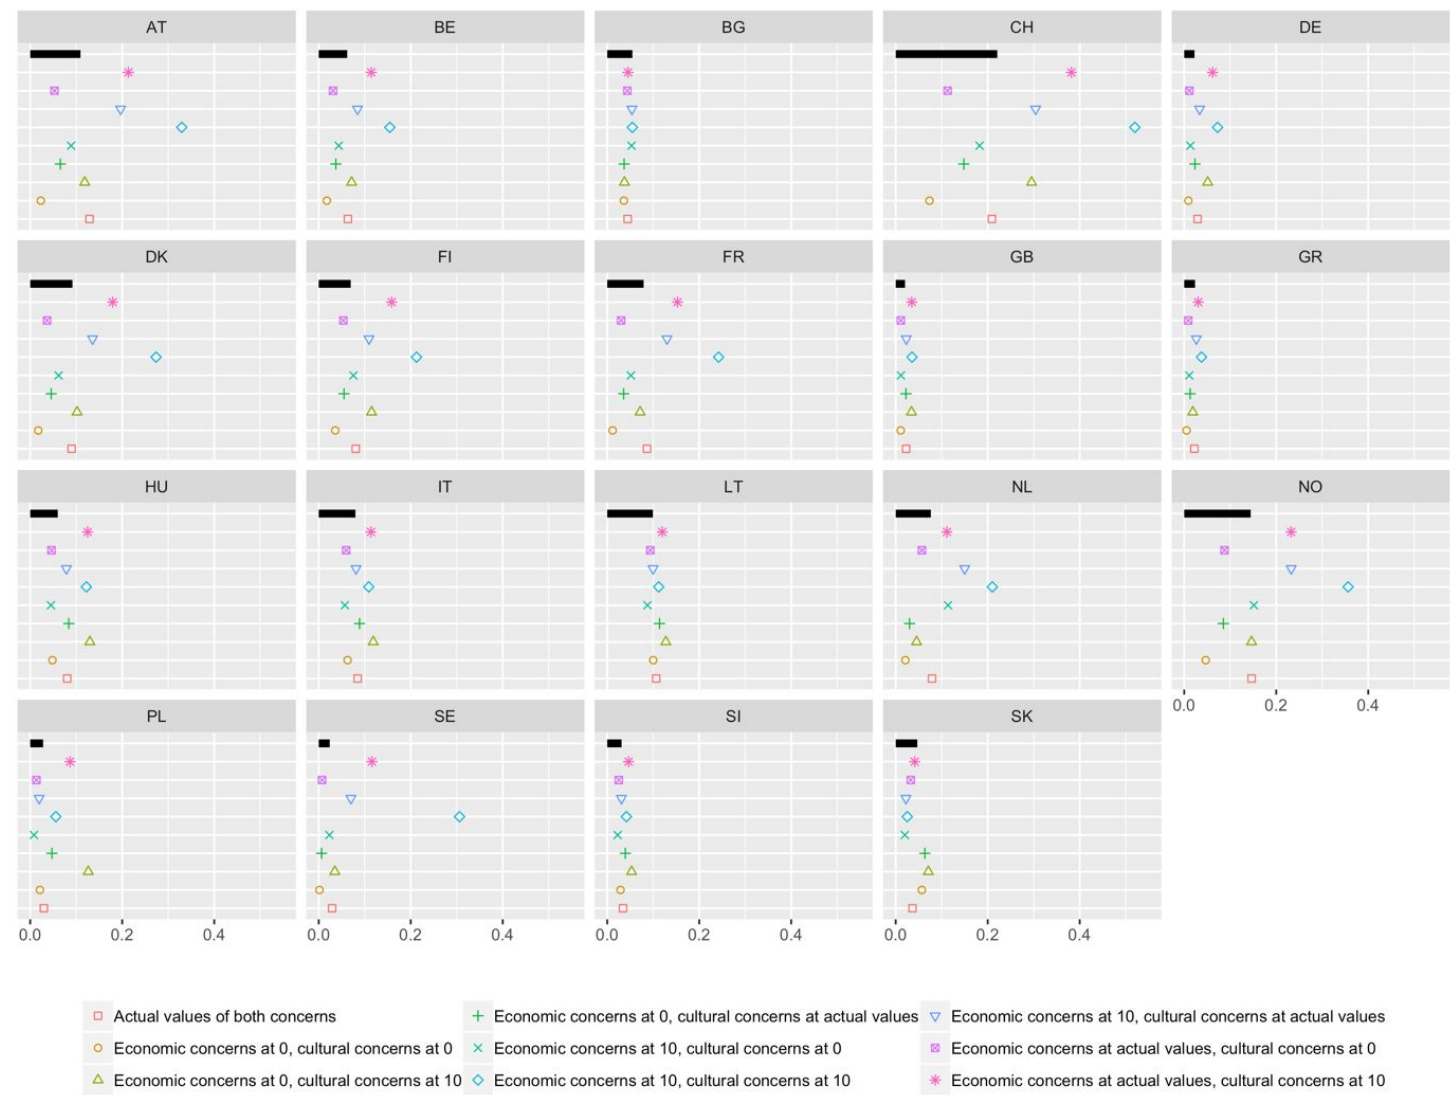 AT BE BG CH DE
DK FI FR GB GR
HU IT LT NL NO
0.0 0.2 0.4
PL SE SI SK
0.0 0.2 0.4 0.0 0.2 0.4 0.0 0.2 0.4 0.0 0.2 0.4
Actual values of both concerns Economic concerns at 0, cultural concerns at actual values Economic concerns at 10, cultural concerns at actual values
Economic concerns at 0, cultural concerns at 0 Economic concerns at 10, cultural concerns at 0 Economic concerns at actual values, cultural concerns at 0
Economic concerns at 0, cultural concerns at 10 Economic concerns at 10, cultural concerns at 10 Economic concerns at actual values, cultural concerns at 10